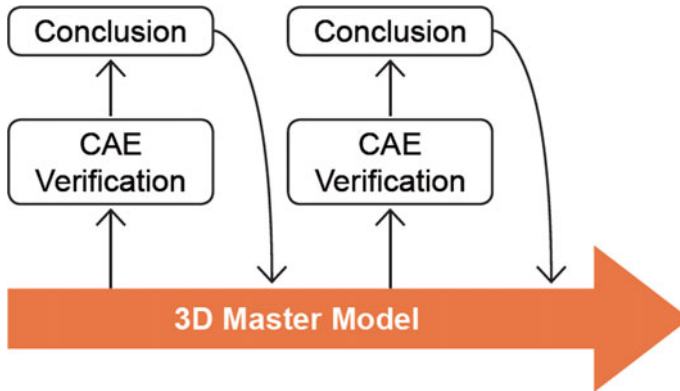 Conclusion
Conclusion
CAE
Verification
CAE
Verification
3D Master Model